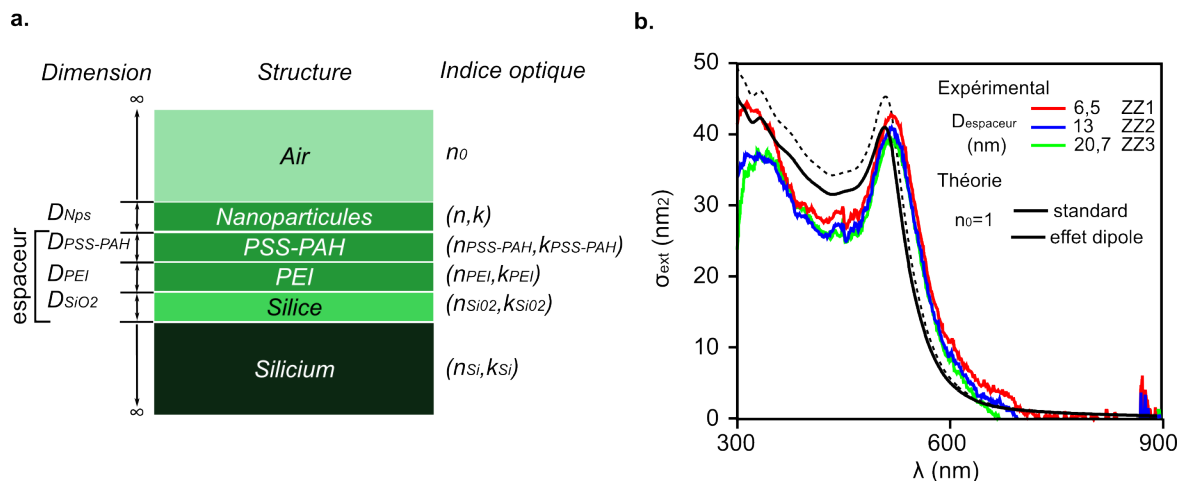 a.
Dimension Structure Indice optique
∞
Air n0
DNps Nanoparticules (n,k)
DPSS-PAH PSS-PAH (nPSS-PAH,kPSS-PAH)
DPEI PEI (nPEI,kPEI)
DSiO2 Silice (nSi02,kSi02)
espaceur
Silicium (nSi,kSi)
∞
b.
50
40
30
20
10
0
σext (nm2)
300 600 900
λ (nm)
Expérimental
Despaceur (nm)
6,5 ZZ1
13 ZZ2
20,7 ZZ3
Théorie
n0=1
standard
effet dipole